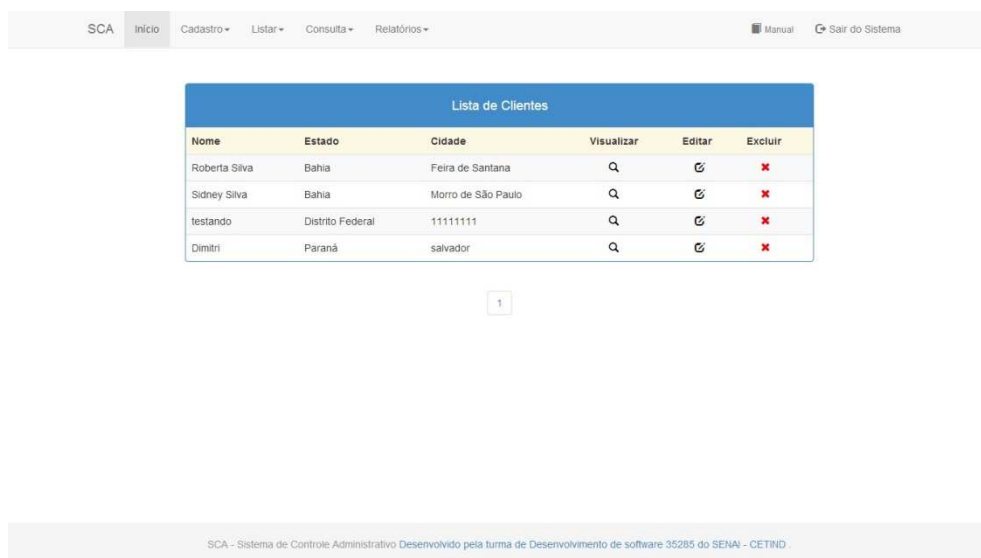 SCA Início Cadastro Listar Consulta Relatórios Manual Sair do Sistema
Lista de Clientes
Nome Estado Cidade Visualizar Editar Excluir
Roberta Silva Bahia Feira de Santana
Sidney Silva Bahia Morro de São Paulo
testando Distrito Federal 11111111
Dimitri Paraná salvador
1
SCA - Sistema de Controle Administrativo Desenvolvido pela turma de Desenvolvimento de software 35285 do SENAI - CETIND .